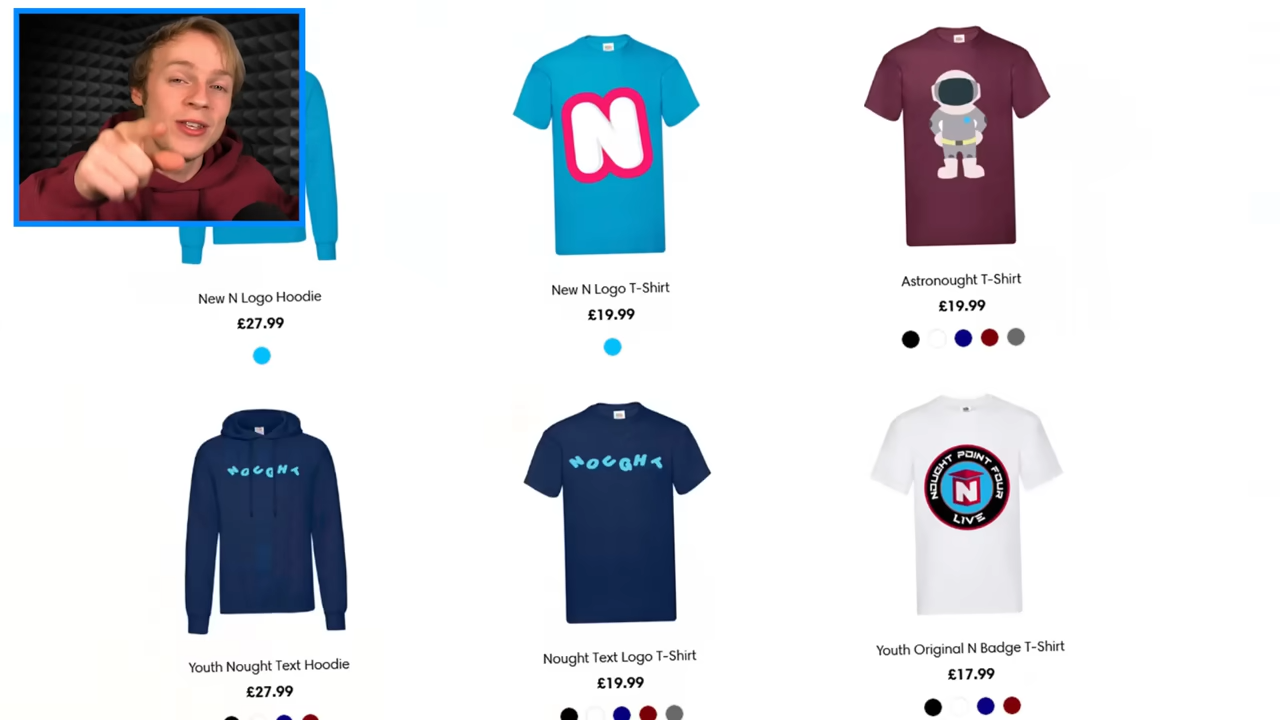 N
New N Logo Hoodie
£27.99
New N Logo T-Shirt
£19.99
Astronought T-Shirt
£19.99
NOUGHT
Youth Nought Text Hoodie
£27.99
NOUGHT
Nought Text Logo T-Shirt
£19.99
NOUGHT POINT FOUR
N
LIVE
Youth Original N Badge T-Shirt
£17.99